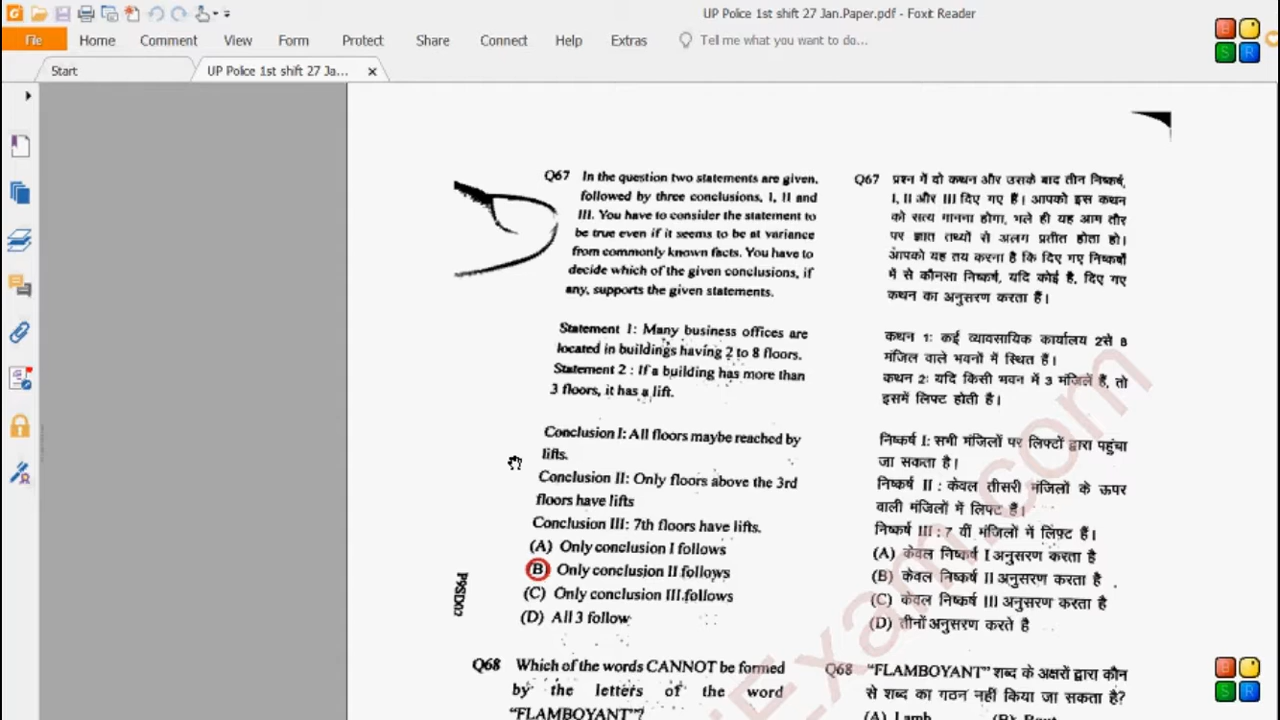 UP Police 1st shift 27 Jan.Paper.pdf - Foxit Reader
File Home Comment View Form Protect Share Connect Help Extras Tell me what you want to do...
B Y
S R
Start UP Police 1st shift 27 Ja...
Q67 In the question two statements are given,
followed by three conclusions, I, II and
III. You have to consider the statement to
be true even if it seems to be at variance
from commonly known facts. You have to
decide which of the given conclusions, if
any, supports the given statements.
Statement 1: Many business offices are
located in buildings having 2 to 8 floors.
Statement 2 : If a building has more than
3 floors, it has a lift.
Conclusion I: All floors maybe reached by
lifts.
Conclusion II: Only floors above the 3rd
floors have lifts
Conclusion III: 7th floors have lifts.
(A) Only conclusion I follows
(B) Only conclusion II follows
(C) Only conclusion III follows
(D) All 3 follow
P9SD02
Q68 Which of the words CANNOT be formed
by the letters of the word
"FLAMBOYANT"?
Q67 प्रश्न में दो कथन और उसके बाद तीन निष्कर्ष,
I, II और III दिए गए हैं। आपको इस कथन
को सत्य मानना होगा, भले ही यह आम तौर
पर ज्ञात तथ्यों से अलग प्रतीत होता हो।
आपको यह तय करना है कि दिए गए निष्कर्षों
में से कौनसा निष्कर्ष, यदि कोई है, दिए गए
कथन का अनुसरण करता हैं।
कथन 1: कई व्यावसायिक कार्यालय 2से 8
मंजिल वाले भवनों में स्थित हैं।
कथन 2: यदि किसी भवन में 3 मंजिलें हैं, तो
इसमें लिफ्ट होती है।
निष्कर्ष I: सभी मंजिलों पर लिफ्टों द्वारा पहुंचा
जा सकता है।
निष्कर्ष II : केवल तीसरी मंजिलों के ऊपर
वाली मंजिलों में लिफ्ट हैं।
निष्कर्ष III : 7 वीं मंजिलों में लिफ़्ट हैं।
(A) केवल निष्कर्ष I अनुसरण करता है
(B) केवल निष्कर्ष II अनुसरण करता है
(C) केवल निष्कर्ष III अनुसरण करता है
(D) तीनों अनुसरण करते है
Q68 "FLAMBOYANT" शब्द के अक्षरों द्वारा कौन
से शब्द का गठन नहीं किया जा सकता है?
(A) Lamb
Exam.com
B Y
S R